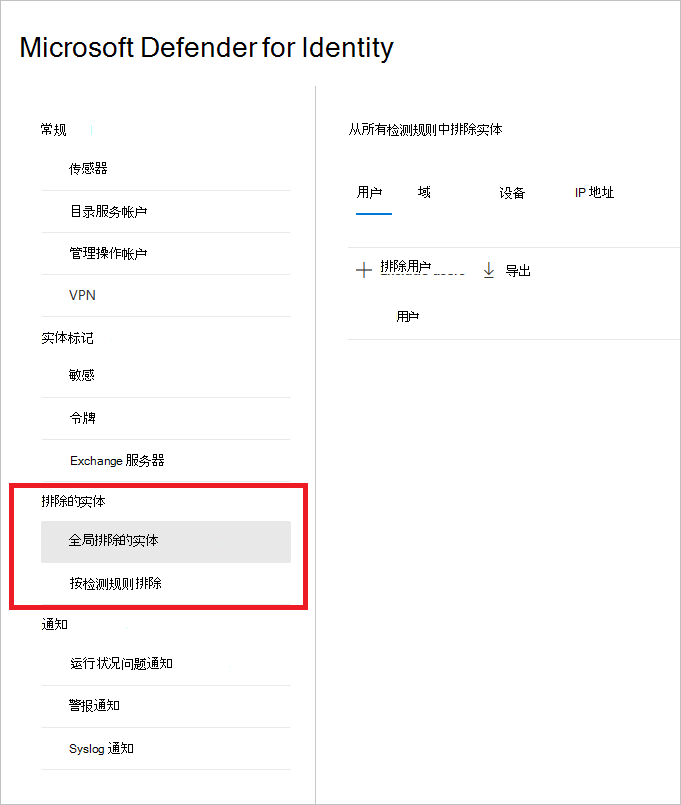 Microsoft Defender for Identity
常规
传感器
目录服务帐户
管理操作帐户
VPN
实体标记
敏感
令牌
Exchange 服务器
排除的实体
全局排除的实体
按检测规则排除
通知
运行状况问题通知
警报通知
Syslog 通知
从所有检测规则中排除实体
用户 域 设备 IP 地址
排除用户 导出
用户